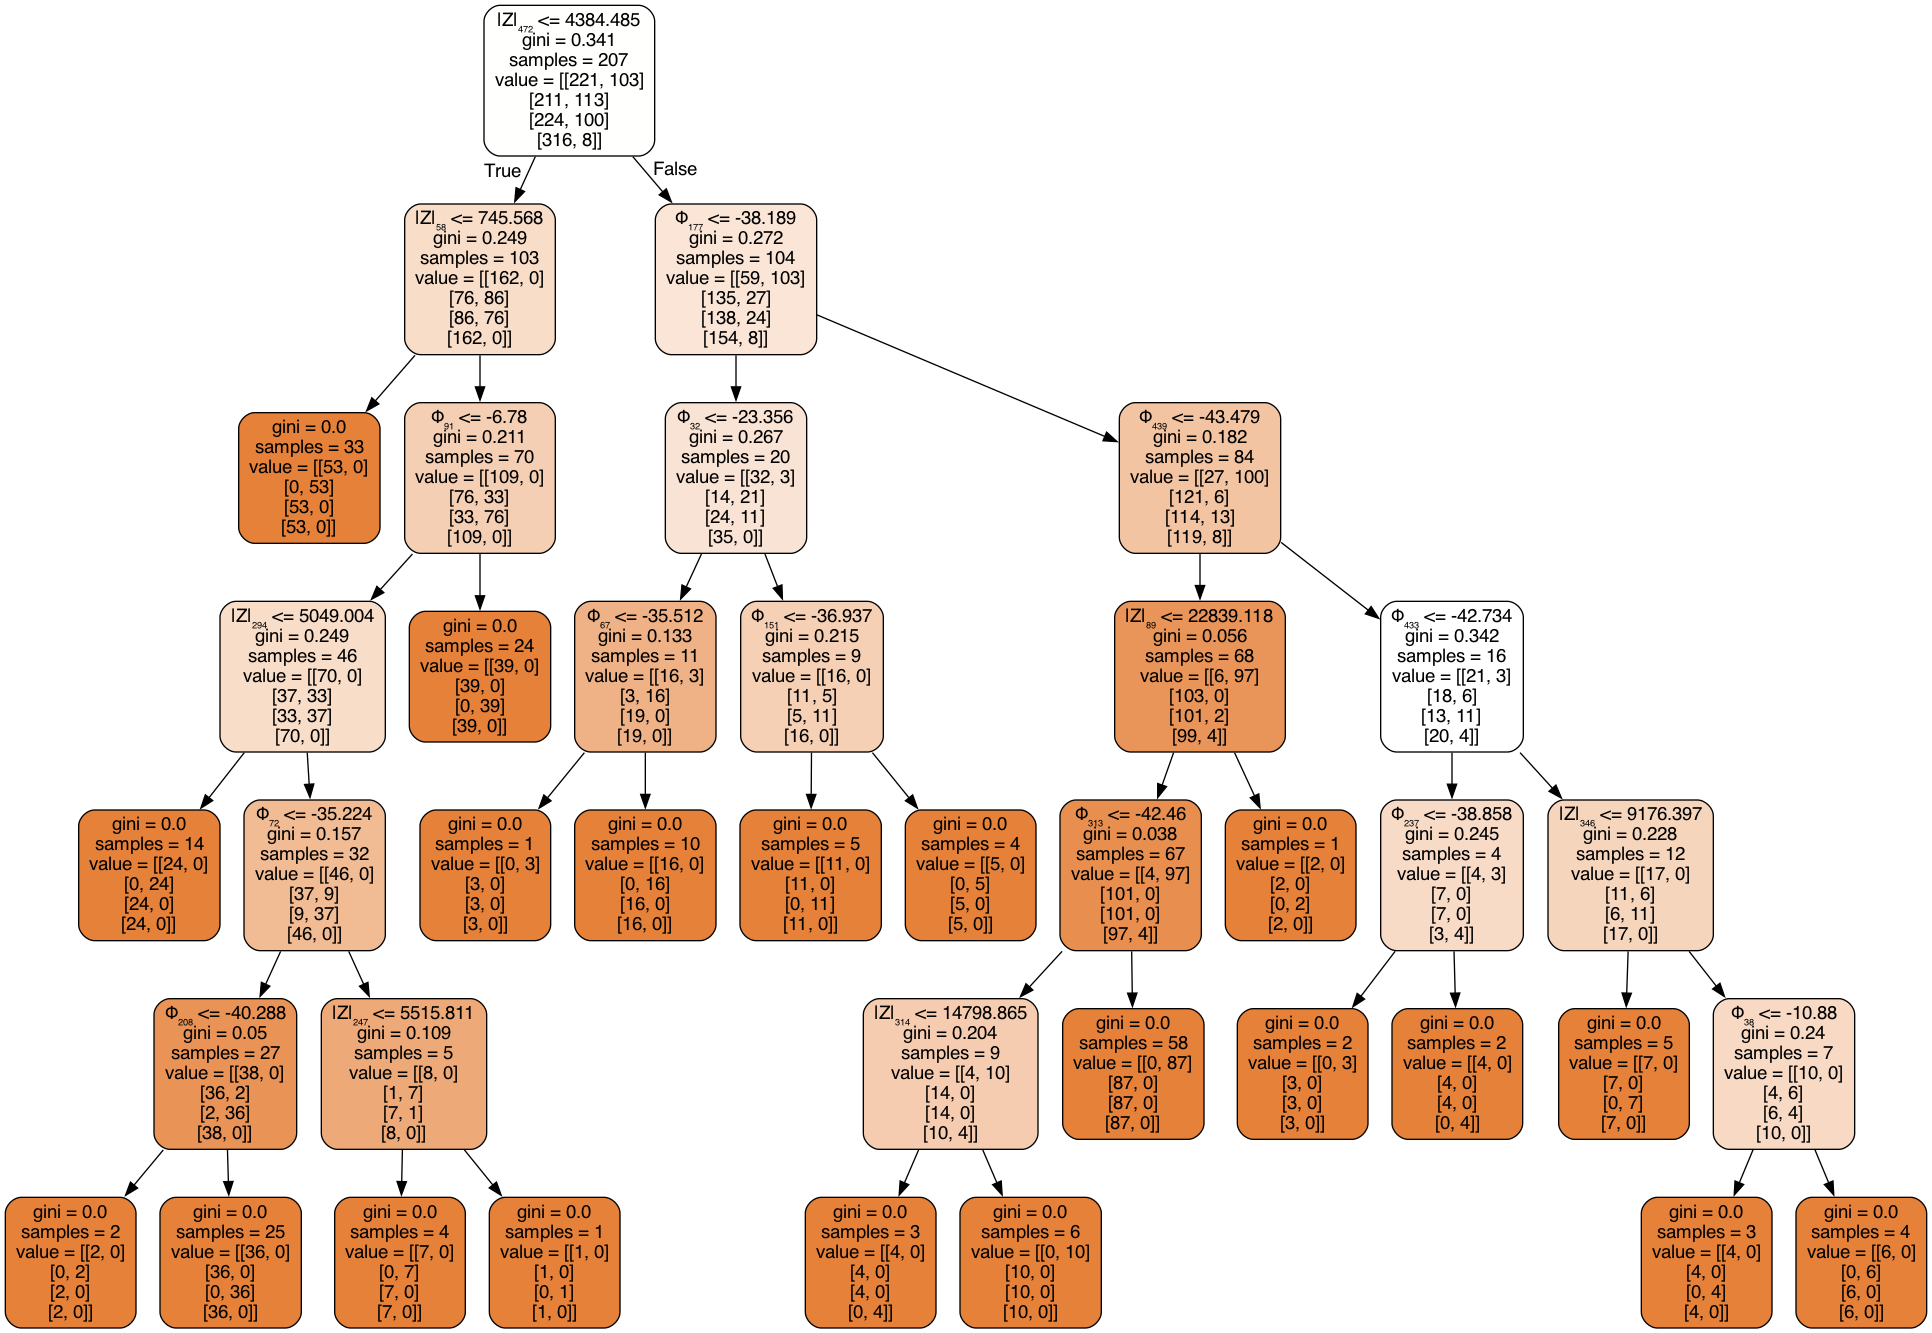 |Z|₄₇₂ <= 4384.485
gini = 0.341
samples = 207
value = [[221, 103]
[211, 113]
[224, 100]
[316, 8]]
True
False
|Z|₅₈ <= 745.568
gini = 0.249
samples = 103
value = [[162, 0]
[76, 86]
[86, 76]
[162, 0]]
Φ₁₇₇ <= -38.189
gini = 0.272
samples = 104
value = [[59, 103]
[135, 27]
[138, 24]
[154, 8]]
gini = 0.0
samples = 33
value = [[53, 0]
[0, 53]
[53, 0]
[53, 0]]
Φ₉₁ <= -6.78
gini = 0.211
samples = 70
value = [[109, 0]
[76, 33]
[33, 76]
[109, 0]]
Φ₃₂ <= -23.356
gini = 0.267
samples = 20
value = [[32, 3]
[14, 21]
[24, 11]
[35, 0]]
Φ₄₃₉ <= -43.479
gini = 0.182
samples = 84
value = [[27, 100]
[121, 6]
[114, 13]
[119, 8]]
|Z|₂₉₄ <= 5049.004
gini = 0.249
samples = 46
value = [[70, 0]
[37, 33]
[33, 37]
[70, 0]]
gini = 0.0
samples = 24
value = [[39, 0]
[39, 0]
[0, 39]
[39, 0]]
Φ₆₇ <= -35.512
gini = 0.133
samples = 11
value = [[16, 3]
[3, 16]
[19, 0]
[19, 0]]
Φ₁₅₁ <= -36.937
gini = 0.215
samples = 9
value = [[16, 0]
[11, 5]
[5, 11]
[16, 0]]
|Z|₈₉ <= 22839.118
gini = 0.056
samples = 68
value = [[6, 97]
[103, 0]
[101, 2]
[99, 4]]
Φ₄₃₃ <= -42.734
gini = 0.342
samples = 16
value = [[21, 3]
[18, 6]
[13, 11]
[20, 4]]
gini = 0.0
samples = 14
value = [[24, 0]
[0, 24]
[24, 0]
[24, 0]]
Φ₇₂ <= -35.224
gini = 0.157
samples = 32
value = [[46, 0]
[37, 9]
[9, 37]
[46, 0]]
gini = 0.0
samples = 1
value = [[0, 3]
[3, 0]
[3, 0]
[3, 0]]
gini = 0.0
samples = 10
value = [[16, 0]
[0, 16]
[16, 0]
[16, 0]]
gini = 0.0
samples = 5
value = [[11, 0]
[11, 0]
[0, 11]
[11, 0]]
gini = 0.0
samples = 4
value = [[5, 0]
[0, 5]
[5, 0]
[5, 0]]
Φ₃₁₃ <= -42.46
gini = 0.038
samples = 67
value = [[4, 97]
[101, 0]
[101, 0]
[97, 4]]
gini = 0.0
samples = 1
value = [[2, 0]
[2, 0]
[0, 2]
[2, 0]]
Φ₂₃₇ <= -38.858
gini = 0.245
samples = 4
value = [[4, 3]
[7, 0]
[7, 0]
[3, 4]]
|Z|₃₄₆ <= 9176.397
gini = 0.228
samples = 12
value = [[17, 0]
[11, 6]
[6, 11]
[17, 0]]
Φ₂₀₈ <= -40.288
gini = 0.05
samples = 27
value = [[38, 0]
[36, 2]
[2, 36]
[38, 0]]
|Z|₂₄₇ <= 5515.811
gini = 0.109
samples = 5
value = [[8, 0]
[1, 7]
[7, 1]
[8, 0]]
|Z|₃₁₄ <= 14798.865
gini = 0.204
samples = 9
value = [[4, 10]
[14, 0]
[14, 0]
[10, 4]]
gini = 0.0
samples = 58
value = [[0, 87]
[87, 0]
[87, 0]
[87, 0]]
gini = 0.0
samples = 2
value = [[0, 3]
[3, 0]
[3, 0]
[3, 0]]
gini = 0.0
samples = 2
value = [[4, 0]
[4, 0]
[4, 0]
[0, 4]]
gini = 0.0
samples = 5
value = [[7, 0]
[7, 0]
[0, 7]
[7, 0]]
Φ₃₈ <= -10.88
gini = 0.24
samples = 7
value = [[10, 0]
[4, 6]
[6, 4]
[10, 0]]
gini = 0.0
samples = 2
value = [[2, 0]
[0, 2]
[2, 0]
[2, 0]]
gini = 0.0
samples = 25
value = [[36, 0]
[36, 0]
[0, 36]
[36, 0]]
gini = 0.0
samples = 4
value = [[7, 0]
[0, 7]
[7, 0]
[7, 0]]
gini = 0.0
samples = 1
value = [[1, 0]
[1, 0]
[0, 1]
[1, 0]]
gini = 0.0
samples = 3
value = [[4, 0]
[4, 0]
[4, 0]
[0, 4]]
gini = 0.0
samples = 6
value = [[0, 10]
[10, 0]
[10, 0]
[10, 0]]
gini = 0.0
samples = 3
value = [[4, 0]
[4, 0]
[0, 4]
[4, 0]]
gini = 0.0
samples = 4
value = [[6, 0]
[0, 6]
[6, 0]
[6, 0]]